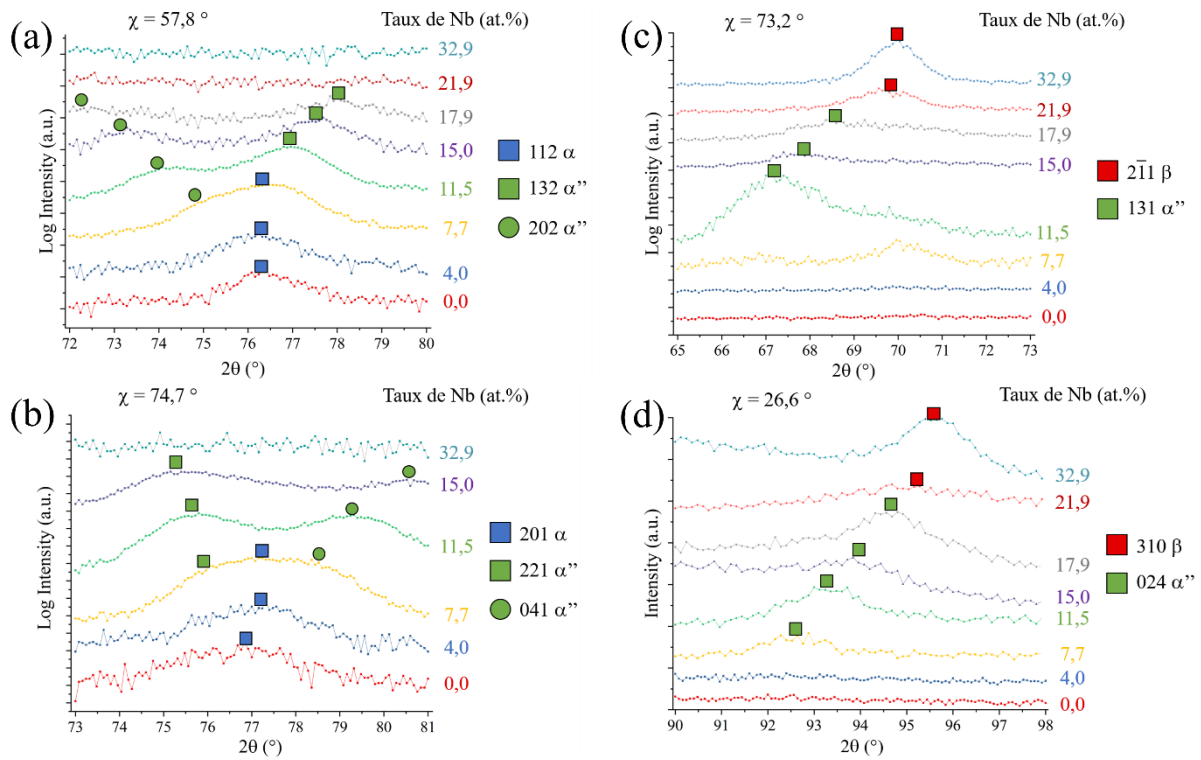 (a)
χ = 57,8 °
Taux de Nb (at.%)
32,9
21,9
17,9
15,0
11,5
7,7
4,0
0,0
112 α
132 α’’
202 α’’
Log Intensity (a.u.)
72 73 74 75 76 77 78 79 80
2θ (°)
(c)
χ = 73,2 °
Taux de Nb (at.%)
32,9
21,9
17,9
15,0
11,5
7,7
4,0
0,0
21̅1 β
131 α’’
Log Intensity (a.u.)
65 66 67 68 69 70 71 72 73
2θ (°)
(b)
χ = 74,7 °
Taux de Nb (at.%)
32,9
15,0
11,5
7,7
4,0
0,0
201 α
221 α’’
041 α’’
Log Intensity (a.u.)
73 74 75 76 77 78 79 80 81
2θ (°)
(d)
χ = 26,6 °
Taux de Nb (at.%)
32,9
21,9
17,9
15,0
11,5
7,7
4,0
0,0
310 β
024 α’’
Intensity (a.u.)
90 91 92 93 94 95 96 97 98
2θ (°)